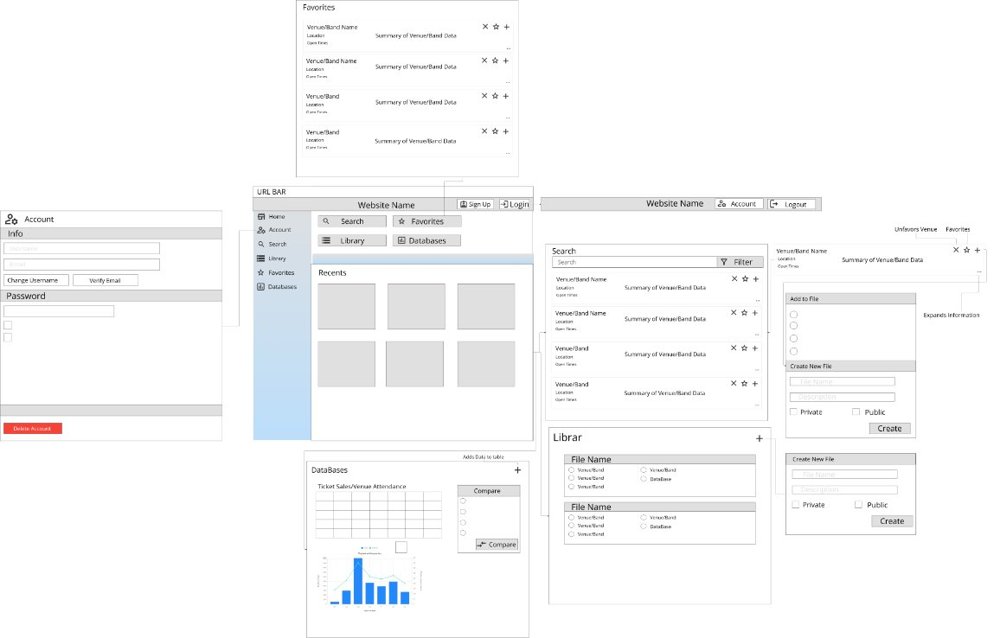 Favorites
Venue/Band Name
Location
Open Times
Summary of Venue/Band Data
...
Venue/Band Name
Location
Open Times
Summary of Venue/Band Data
...
Venue/Band
Location
Open Times
Summary of Venue/Band Data
...
Venue/Band
Location
Open Times
Summary of Venue/Band Data
...
URL BAR
Website Name
Sign Up
Login
Home
Account
Search
Library
Favorites
Databases
Search
Favorites
Library
Databases
Recents
Website Name
Account
Logout
Account
Info
Username
Email
Change Username
Verify Email
Password
Delete Account
Search
Search
Filter
Venue/Band Name
Location
Open Times
Summary of Venue/Band Data
...
Venue/Band Name
Location
Open Times
Summary of Venue/Band Data
...
Venue/Band
Location
Open Times
Summary of Venue/Band Data
...
Venue/Band
Location
Open Times
Summary of Venue/Band Data
...
Unfavors Venue
Favorites
Venue/Band Name
Location
Open Times
Summary of Venue/Band Data
...
Expands Information
Add to File
Create New File
File Name
Description
Private
Public
Create
Librar
+
File Name
Venue/Band
Venue/Band
Venue/Band
DataBase
Venue/Band
File Name
Venue/Band
Venue/Band
Venue/Band
DataBase
Venue/Band
Create New File
File Name
Description
Private
Public
Create
Adds Data to table
DataBases
+
Ticket Sales/Venue Attendance
Compare
Compare